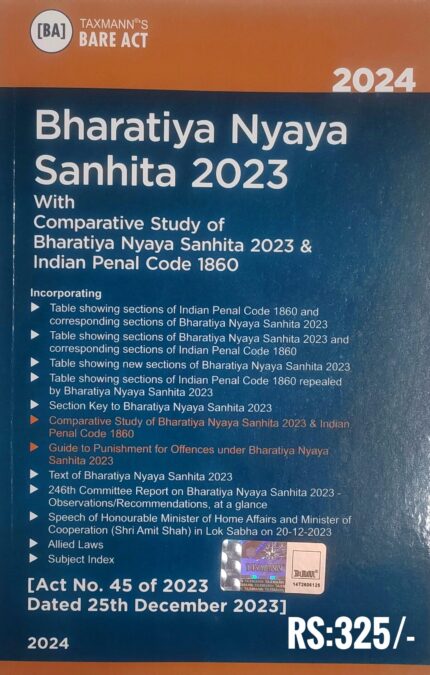 [BA]
TAXMANN®'S
BARE ACT
2024
Bharatiya Nyaya
Sanhita 2023
With
Comparative Study of
Bharatiya Nyaya Sanhita 2023 &
Indian Penal Code 1860
Incorporating
▶ Table showing sections of Indian Penal Code 1860 and
corresponding sections of Bharatiya Nyaya Sanhita 2023
▶ Table showing sections of Bharatiya Nyaya Sanhita 2023 and
corresponding sections of Indian Penal Code 1860
▶ Table showing new sections of Bharatiya Nyaya Sanhita 2023
▶ Table showing sections of Indian Penal Code 1860 repealed
by Bharatiya Nyaya Sanhita 2023
▶ Section Key to Bharatiya Nyaya Sanhita 2023
▶ Comparative Study of Bharatiya Nyaya Sanhita 2023 & Indian
Penal Code 1860
▶ Guide to Punishment for Offences under Bharatiya Nyaya
Sanhita 2023
▶ Text of Bharatiya Nyaya Sanhita 2023
▶ 246th Committee Report on Bharatiya Nyaya Sanhita 2023 -
Observations/Recommendations, at a glance
▶ Speech of Honourable Minister of Home Affairs and Minister of
Cooperation (Shri Amit Shah) in Lok Sabha on 20-12-2023
▶ Allied Laws
▶ Subject Index
[Act No. 45 of 2023
Dated 25th December 2023]
2024
RS:325/-